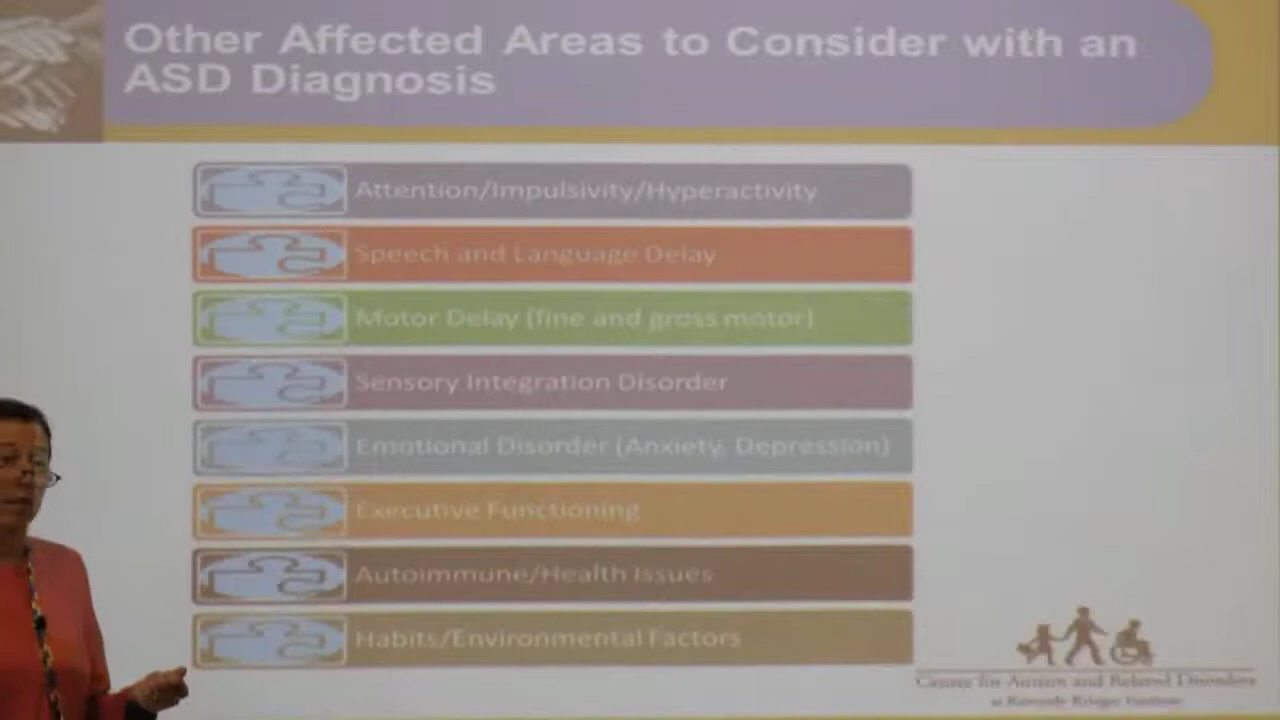 Other Affected Areas to Consider with an
ASD Diagnosis
Attention/Impulsivity/Hyperactivity
Speech and Language Delay
Motor Delay (fine and gross motor)
Sensory Integration Disorder
Emotional Disorder (Anxiety, Depression)
Executive Functioning
Autoimmune/Health Issues
Habits/Environmental Factors
Center for Autism and Related Disorders
at Kennedy Krieger Institute